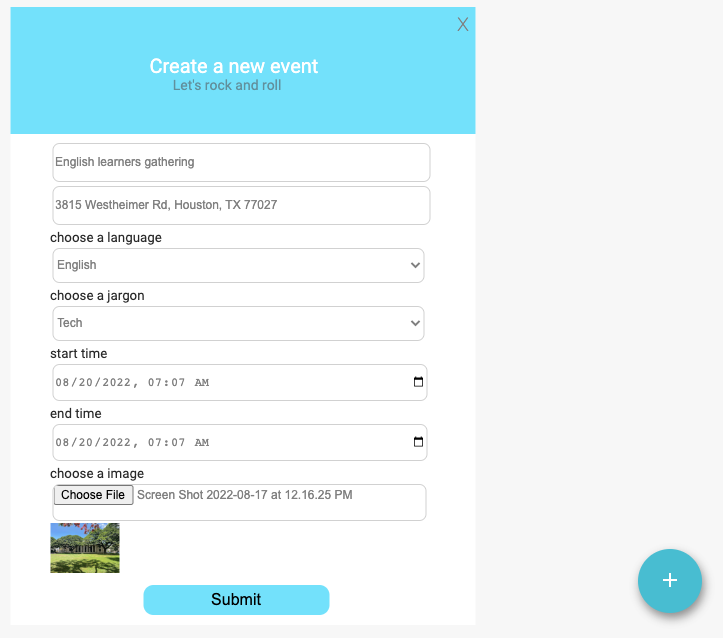 X
Create a new event
Let's rock and roll
English learners gathering
3815 Westheimer Rd, Houston, TX 77027
choose a language
English
choose a jargon
Tech
start time
08/20/2022, 07:07 AM
end time
08/20/2022, 07:07 AM
choose a image
Choose File Screen Shot 2022-08-17 at 12.16.25 PM
Submit
+